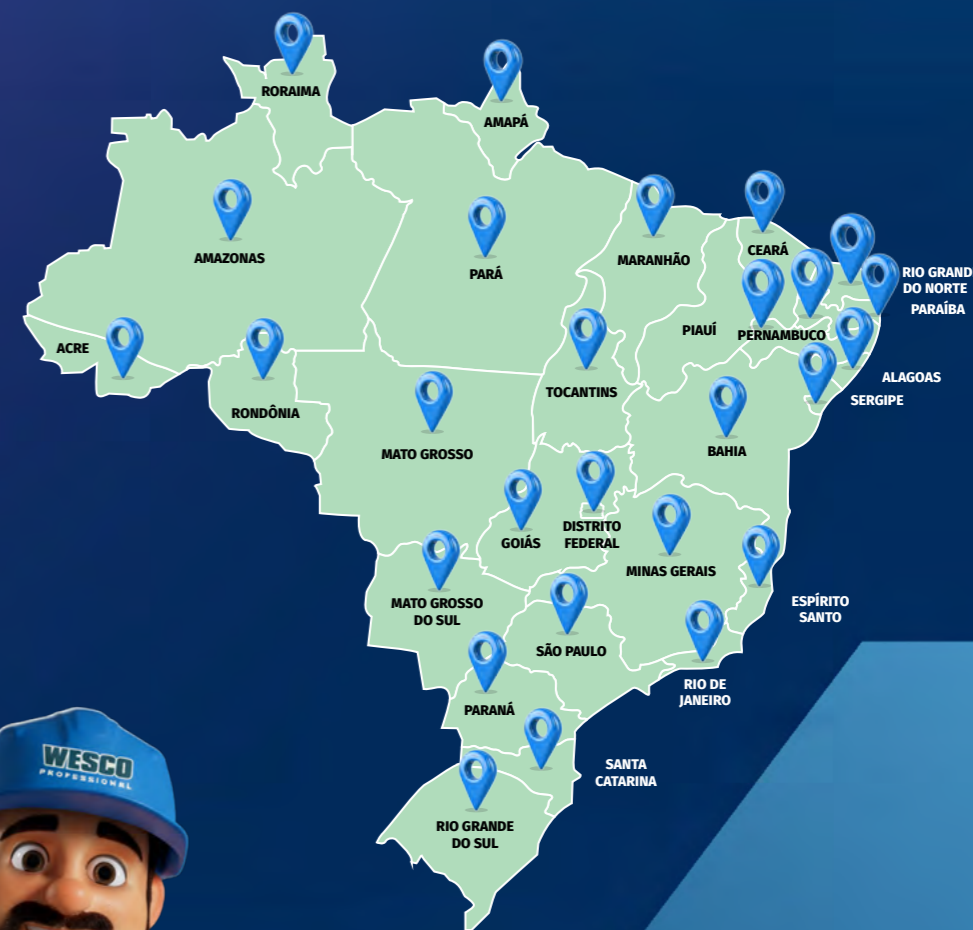 RORAIMA
AMAPÁ
AMAZONAS
PARÁ
MARANHÃO
CEARÁ
RIO GRAND
DO NORTE
PARAÍBA
PIAUÍ
PERNAMBUCO
ACRE
RONDÔNIA
TOCANTINS
ALAGOAS
SERGIPE
MATO GROSSO
BAHIA
GOIÁS
DISTRITO
FEDERAL
MINAS GERAIS
MATO GROSSO
DO SUL
ESPÍRITO
SANTO
SÃO PAULO
RIO DE
JANEIRO
PARANÁ
SANTA
CATARINA
RIO GRANDE
DO SUL
WESCO
PROFESSIONAL